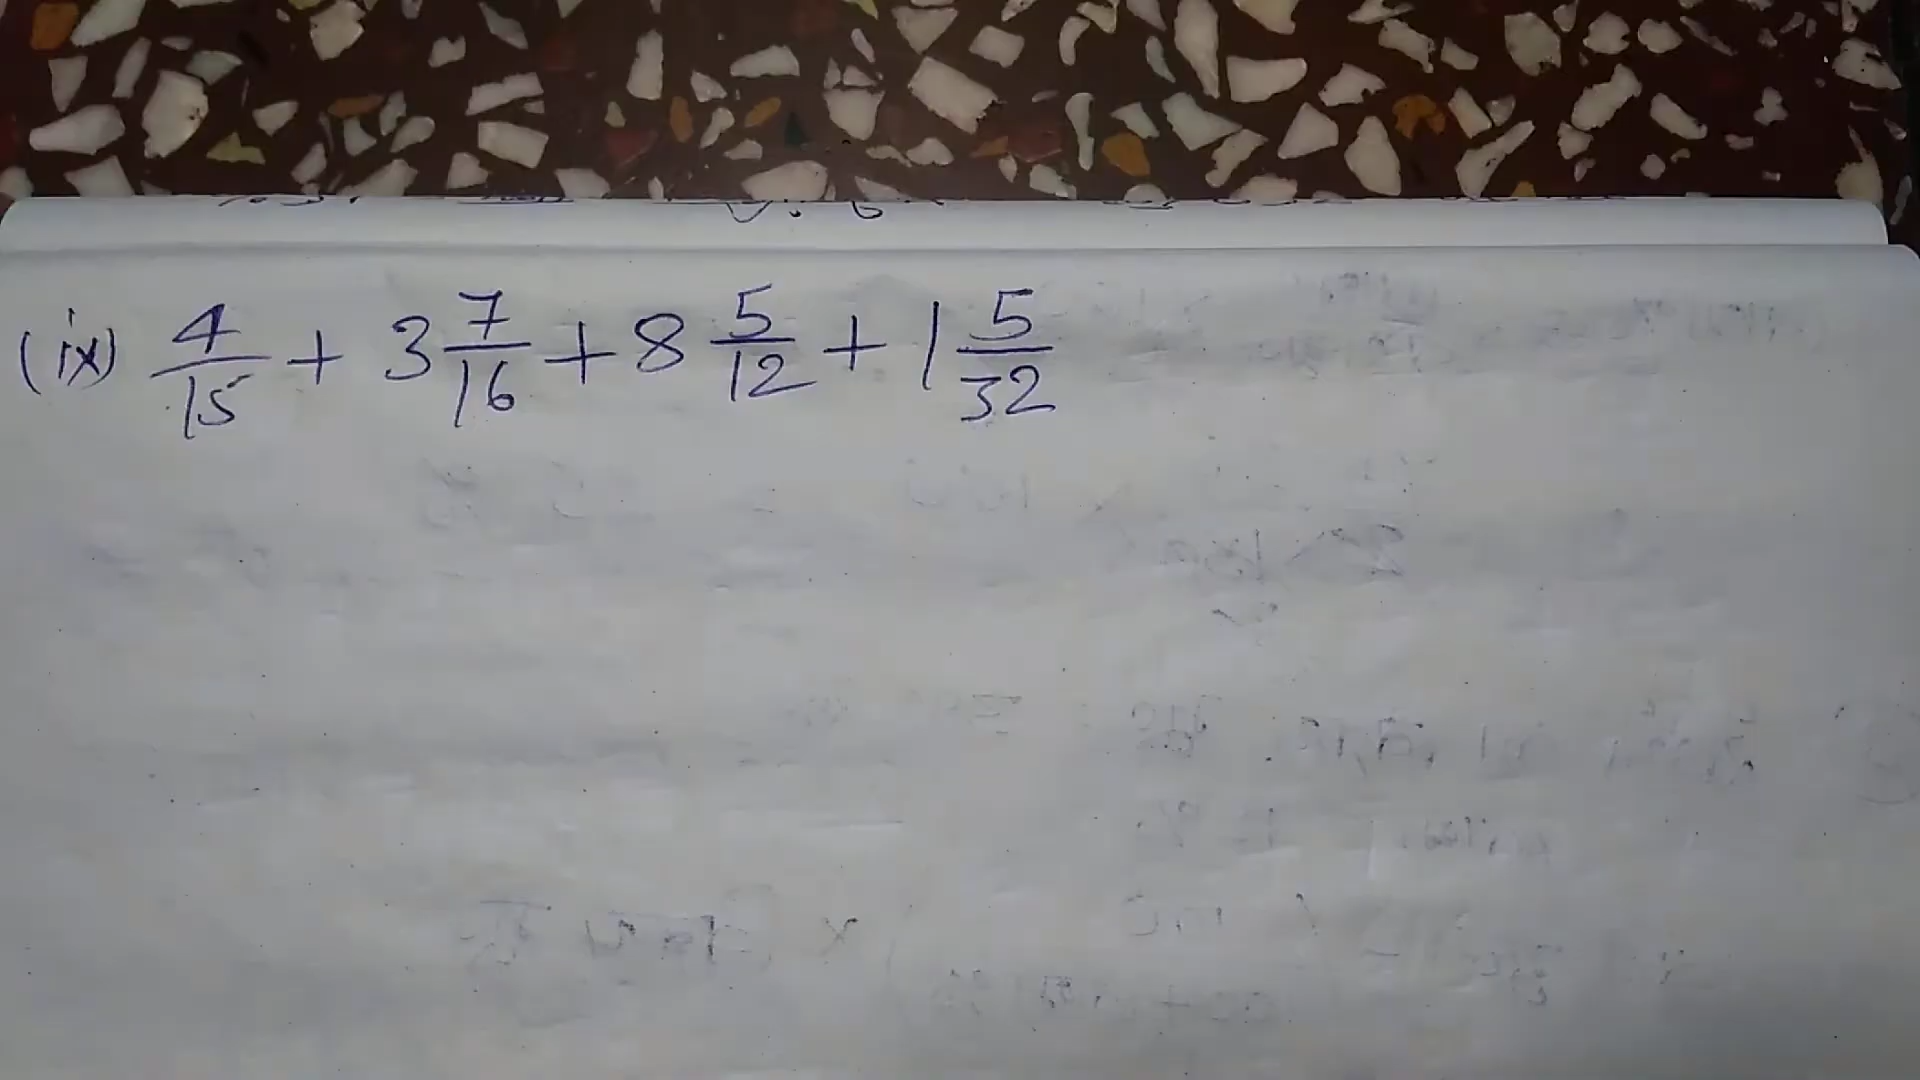 (ix) 4/15 + 3 7/16 + 8 5/12 + 1 5/32